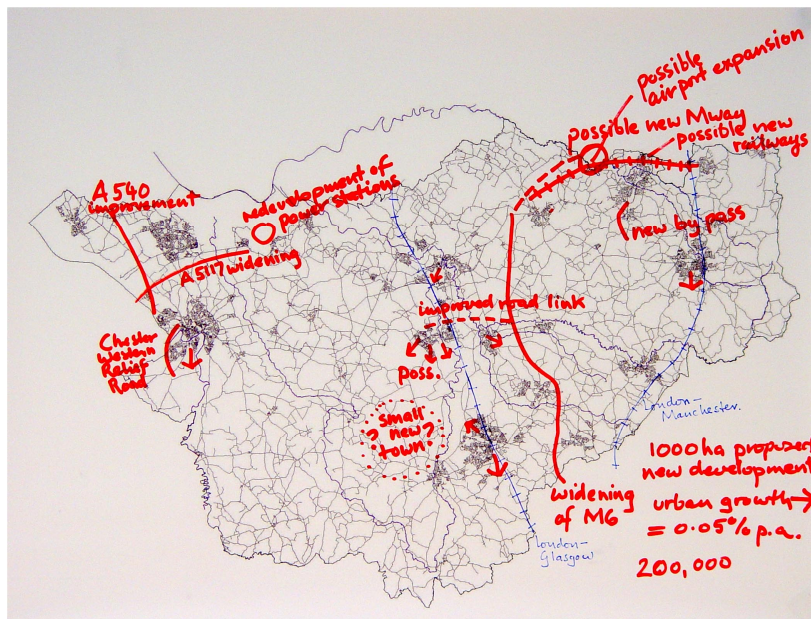 possible
airport expansion
possible new Mway
possible new
railways
A540
improvement
redevelopment of
power stations
new by pass
A5117 widening
improved road link
Chester
Western
Relief
Road
poss.
small
? new ?
town
London-
Manchester.
1000 ha proposed
new development
widening
of M6
urban growth →
= 0.05% p.a.
London-
Glasgow
200,000